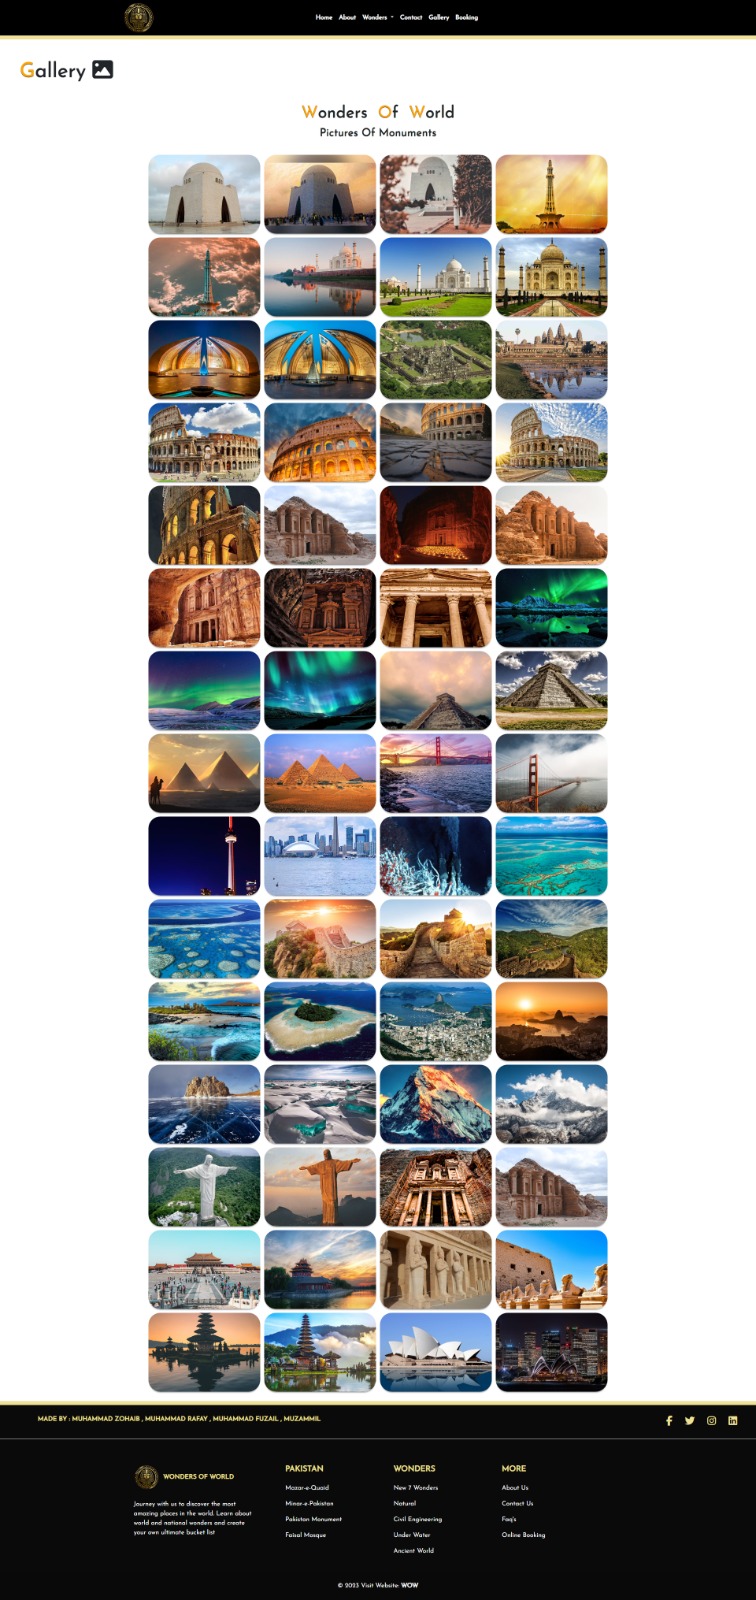 Home About Wonders Contact Gallery Booking
Gallery
Wonders Of World
Pictures Of Monuments
MADE BY : MUHAMMAD ZOHAIB , MUHAMMAD RAFAY , MUHAMMAD FUZAIL , MUZAMMIL
WONDERS OF WORLD
Journey with us to discover the most
amazing places in the world. Learn about
world and national wonders and create
your own ultimate bucket list
PAKISTAN
Mazar-e-Quaid
Minar-e-Pakistan
Pakistan Monument
Faisal Mosque
WONDERS
New 7 Wonders
Natural
Civil Engineering
Under Water
Ancient World
MORE
About Us
Contact Us
Faq's
Online Booking
© 2023 Visit Website: WOW